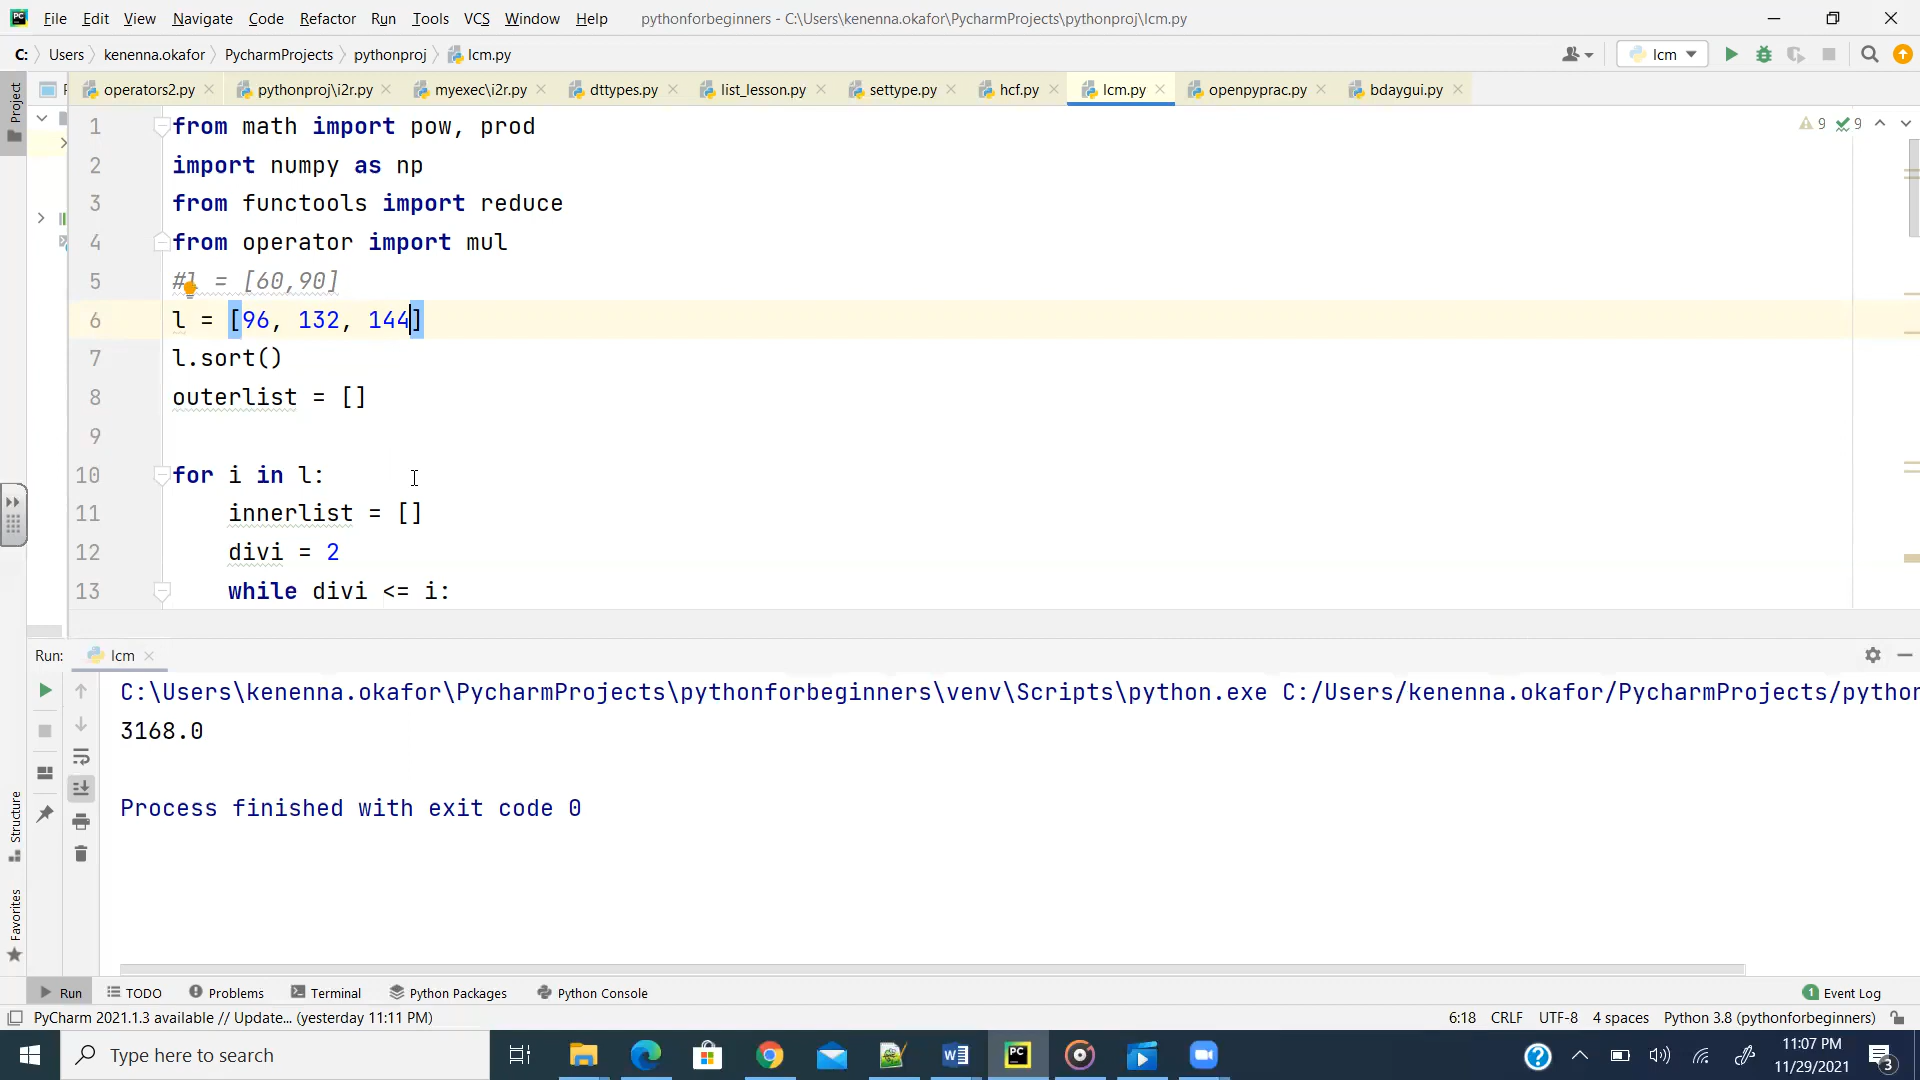 File Edit View Navigate Code Refactor Run Tools VCS Window Help pythonforbeginners - C:\Users\kenenna.okafor\PycharmProjects\pythonproj\lcm.py
C: Users kenenna.okafor PycharmProjects pythonproj lcm.py lcm
Project
operators2.py pythonproj\i2r.py myexec\i2r.py dttypes.py list_lesson.py settype.py hcf.py lcm.py openpyprac.py bdaygui.py
9 9
1 from math import pow, prod
2 import numpy as np
3 from functools import reduce
4 from operator import mul
5 #l = [60,90]
6 l = [96, 132, 144]
7 l.sort()
8 outerlist = []
9
10 for i in l:
11 innerlist = []
12 divi = 2
13 while divi <= i:
Run: lcm
C:\Users\kenenna.okafor\PycharmProjects\pythonforbeginners\venv\Scripts\python.exe C:/Users/kenenna.okafor/PycharmProjects/python
3168.0
Process finished with exit code 0
Structure
Favorites
Run TODO Problems Terminal Python Packages Python Console 1 Event Log
PyCharm 2021.1.3 available // Update... (yesterday 11:11 PM) 6:18 CRLF UTF-8 4 spaces Python 3.8 (pythonforbeginners)
Type here to search
11:07 PM
11/29/2021
3